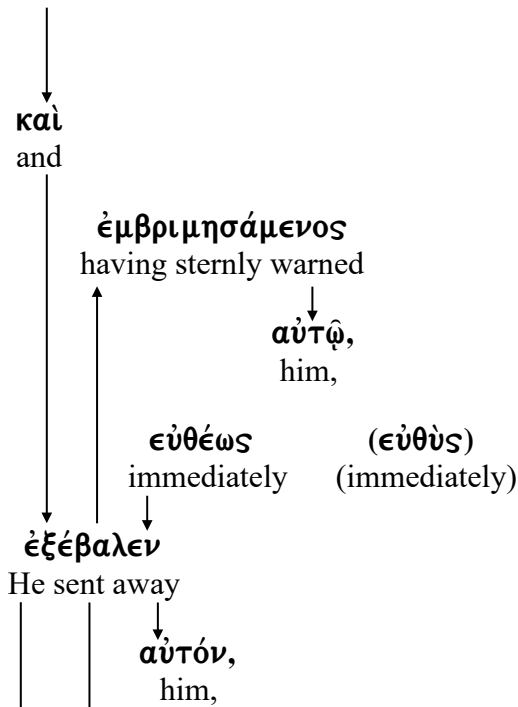 καὶ
and
ἐμβριμησάμενος
having sternly warned
αὐτῷ,
him,
εὐθέως (εὐθὺς)
immediately (immediately)
ἐξέβαλεν
He sent away
αὐτόν,
him,